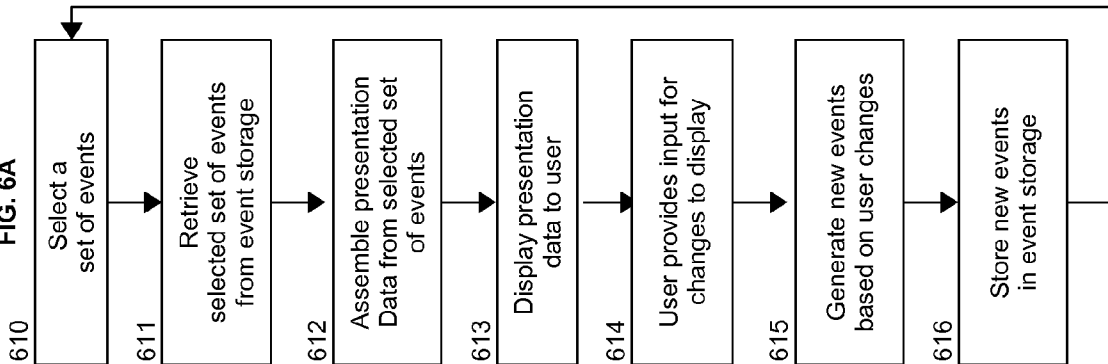 FIG. 6A
610
Select a
set of events
611
Retrieve
selected set of events
from event storage
612
Assemble presentation
Data from selected set
of events
613
Display presentation
data to user
614
User provides input for
changes to display
615
Generate new events
based on user changes
616
Store new events
in event storage